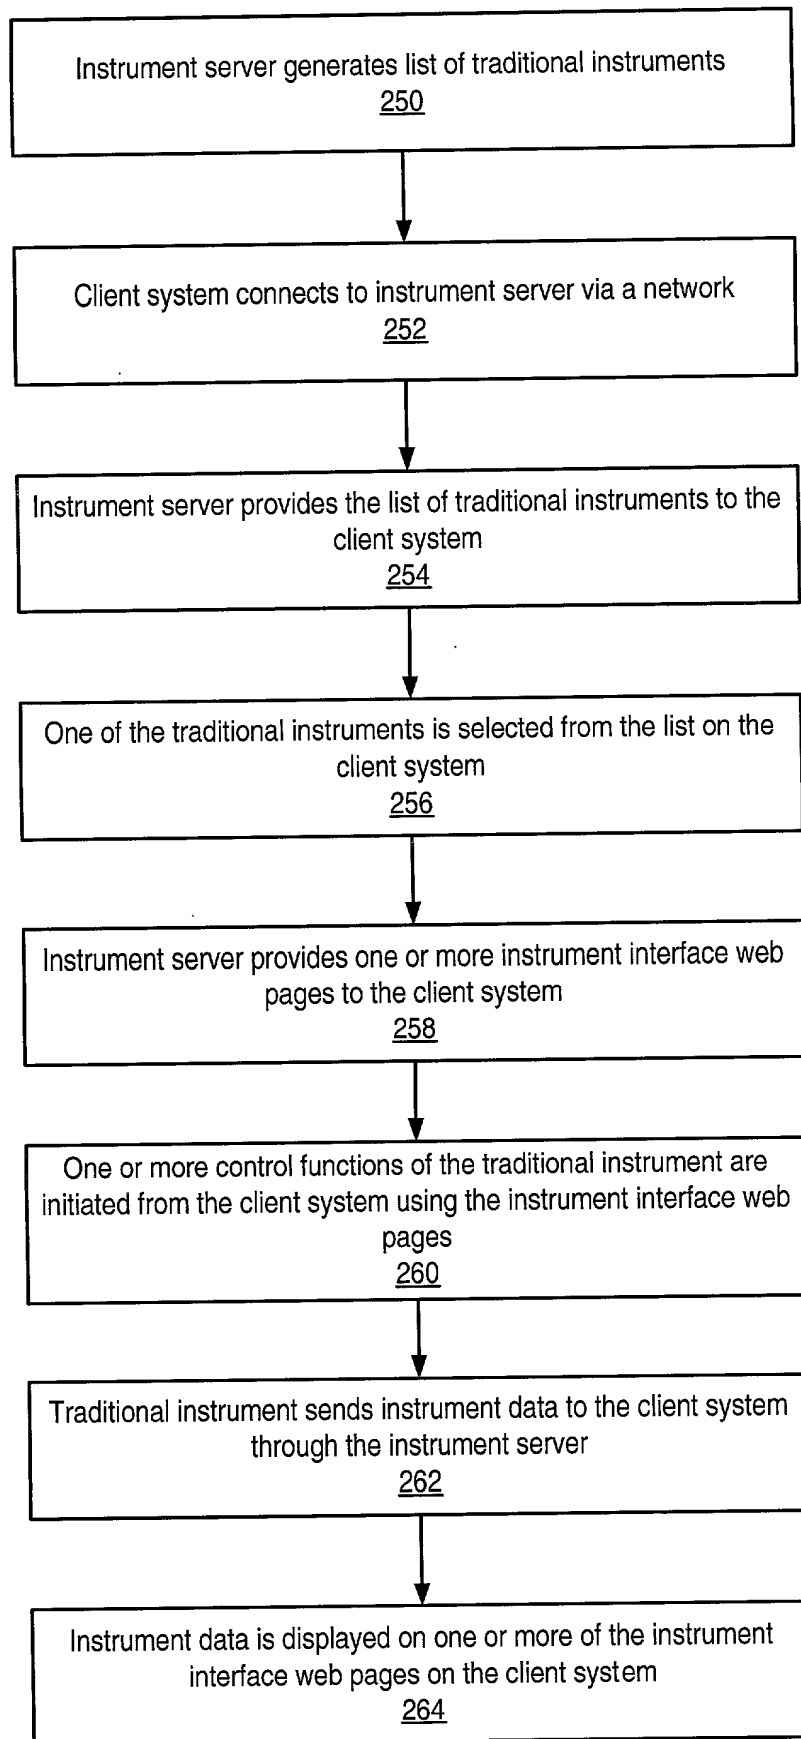 Instrument server generates list of traditional instruments
250
Client system connects to instrument server via a network
252
Instrument server provides the list of traditional instruments to the
client system
254
One of the traditional instruments is selected from the list on the
client system
256
Instrument server provides one or more instrument interface web
pages to the client system
258
One or more control functions of the traditional instrument are
initiated from the client system using the instrument interface web
pages
260
Traditional instrument sends instrument data to the client system
through the instrument server
262
Instrument data is displayed on one or more of the instrument
interface web pages on the client system
264